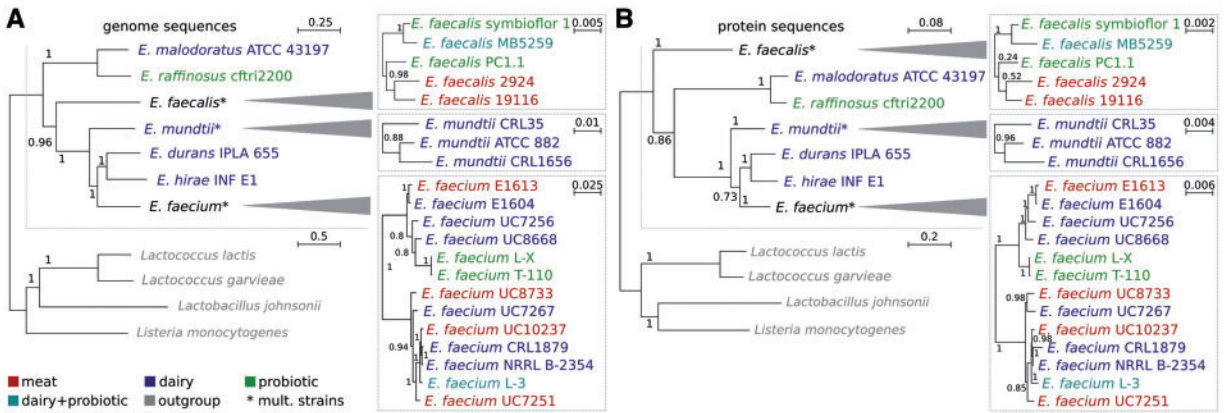 A
genome sequences
0.25
1
1
E. malodoratus ATCC 43197
E. raffinosus cftri2200
E. faecalis*
0.96
E. mundtii*
1
1
E. durans IPLA 655
1
E. hirae INF E1
E. faecium*
0.5
Lactococcus lactis
1
1
Lactococcus garvieae
1
Lactobacillus johnsonii
Listeria monocytogenes
meat
dairy
probiotic
dairy+probiotic
outgroup
* mult. strains
0.005
E. faecalis symbioflor 1
1
E. faecalis MB5259
E. faecalis PC1.1
0.98
E. faecalis 2924
E. faecalis 19116
0.01
E. mundtii CRL35
0.88
E. mundtii ATCC 882
E. mundtii CRL1656
0.025
1
E. faecium E1613
E. faecium E1604
E. faecium UC7256
0.8
E. faecium UC8668
0.8
E. faecium L-X
1
E. faecium T-110
E. faecium UC8733
E. faecium UC7267
E. faecium UC10237
0.94
1
E. faecium CRL1879
1
E. faecium NRRL B-2354
1
E. faecium L-3
E. faecium UC7251
B
protein sequences
0.08
1
E. faecalis*
1
E. malodoratus ATCC 43197
E. raffinosus cftri2200
0.86
E. mundtii*
1
1
E. durans IPLA 655
1
E. hirae INF E1
0.73
E. faecium*
0.2
Lactococcus lactis
1
Lactococcus garvieae
1
Lactobacillus johnsonii
1
Listeria monocytogenes
0.002
E. faecalis symbioflor 1
1
E. faecalis MB5259
0.24
E. faecalis PC1.1
0.52
E. faecalis 2924
E. faecalis 19116
0.004
E. mundtii CRL35
0.96
E. mundtii ATCC 882
E. mundtii CRL1656
0.006
E. faecium E1613
1
E. faecium E1604
1
E. faecium UC7256
1
E. faecium UC8668
1
E. faecium L-X
1
E. faecium T-110
E. faecium UC8733
0.98
E. faecium UC7267
E. faecium UC10237
0.98
E. faecium CRL1879
1
E. faecium NRRL B-2354
1
0.85
E. faecium L-3
1
E. faecium UC7251